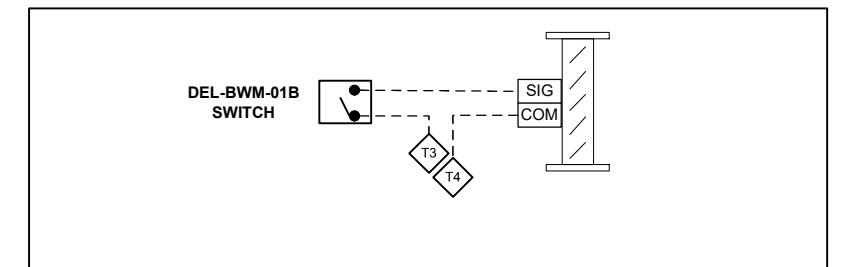 DEL-BWM-01B
SWITCH
SIG
COM
T3
T4